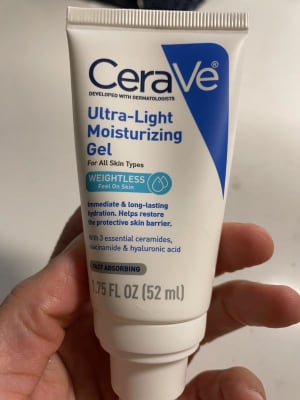 CeraVe®
DEVELOPED WITH DERMATOLOGISTS
Ultra-Light
Moisturizing
Gel
For All Skin Types
WEIGHTLESS
Feel On Skin
Immediate & long-lasting
hydration. Helps restore
the protective skin barrier.
With 3 essential ceramides,
niacinamide & hyaluronic acid
FAST ABSORBING
1.75 FL OZ (52 ml)